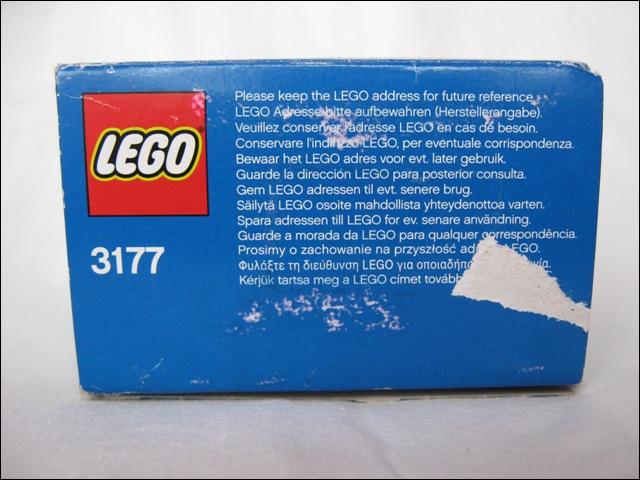 LEGO
3177
Please keep the LEGO address for future reference.
LEGO Adresse bitte aufbewahren (Herstellerangabe).
Veuillez conserver l'adresse LEGO en cas de besoin.
Conservare l'indirizzo LEGO, per eventuale corrispondenza.
Bewaar het LEGO adres voor evt. later gebruik.
Guarde la dirección LEGO para posterior consulta.
Gem LEGO adressen til evt. senere brug.
Säilytä LEGO osoite mahdollista yhteydenottoa varten.
Spara adressen till LEGO for ev. senare användning.
Guarde a morada da LEGO para qualquer correspondência.
Prosimy o zachowanie na przyszłość LEGO.
Φυλάξτε τη διεύθυνση LEGO για
Kérjük tartsa meg a LEGO címet